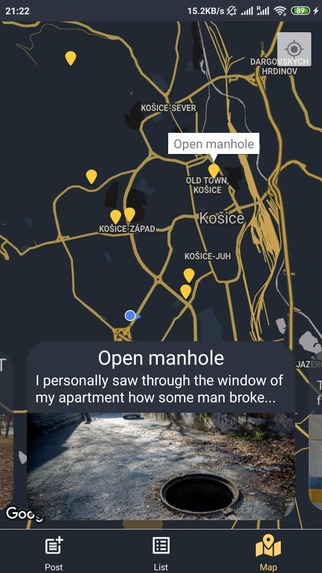 21:22
15.2KB/s
89
DARGOVSKÝCH
HRDINOV
KOŠICE-SEVER
Open manhole
OLD TOWN,
KOŠICE
Košice
KOŠICE-ZÁPAD
KOŠICE-JUH
JAZERO
Open manhole
I personally saw through the window of
my apartment how some man broke...
T
T
f
Goog
Post
List
Map